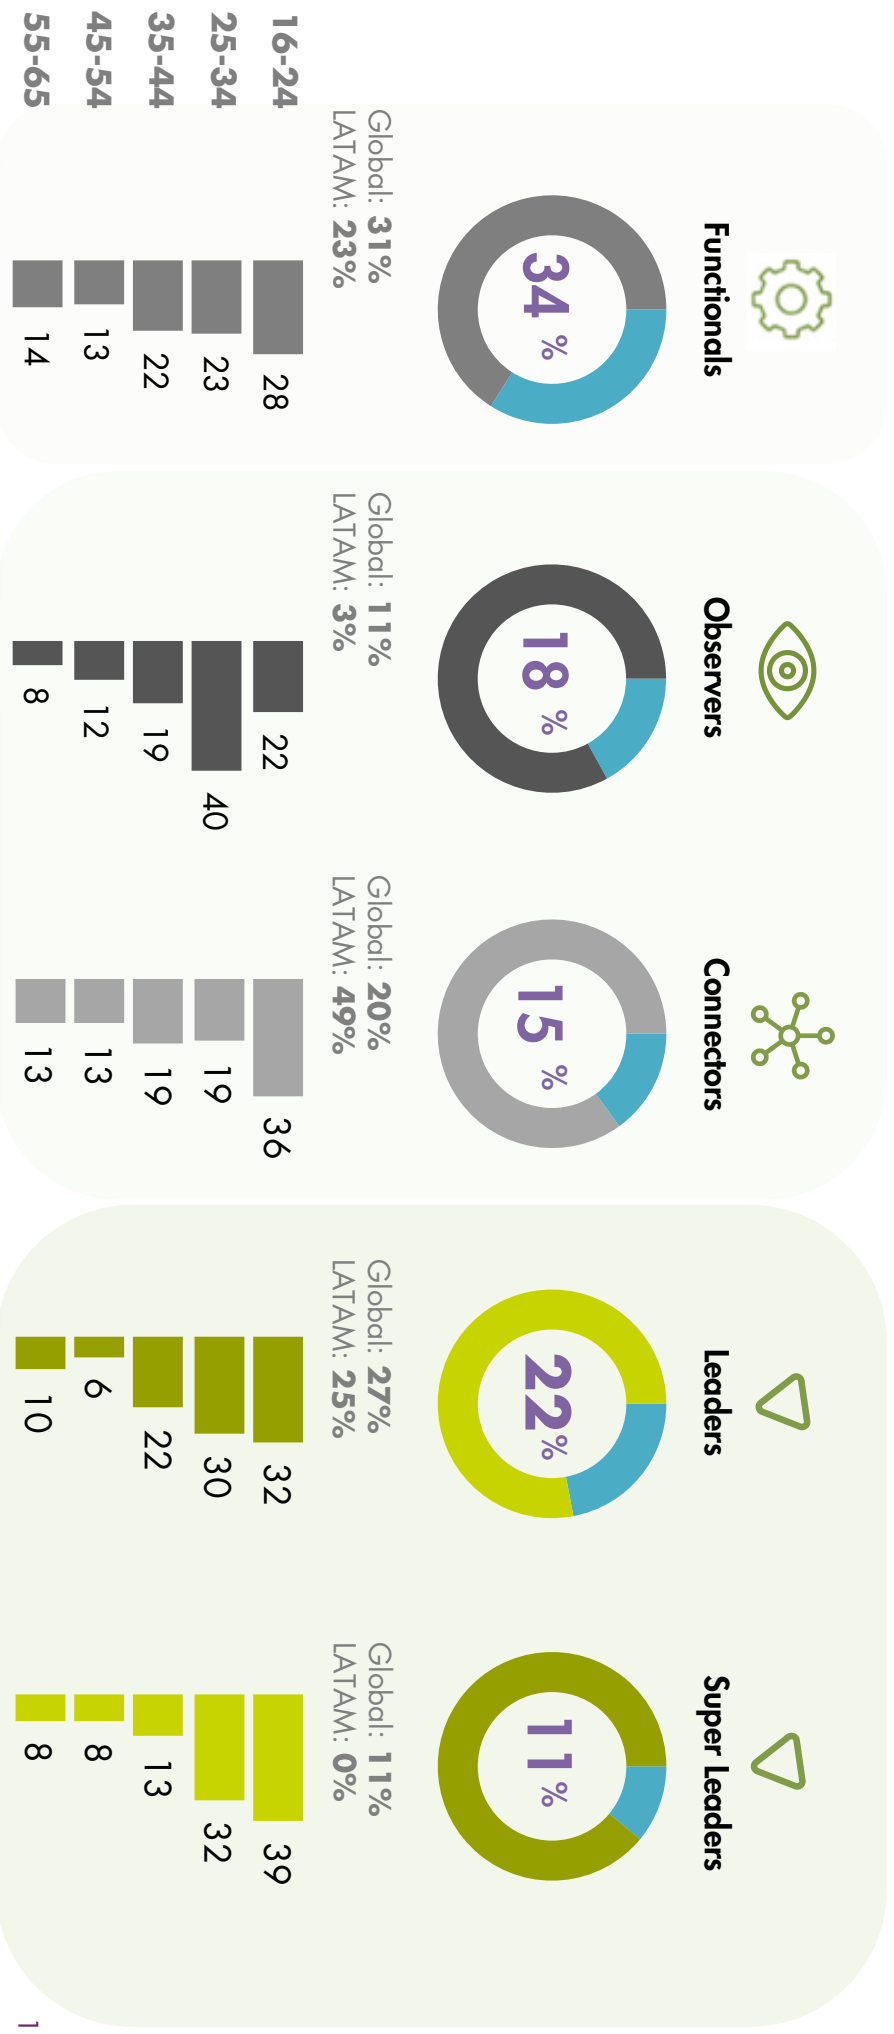 Functionals
Observers
Connectors
Leaders
Super Leaders
34 %
18 %
15 %
22%
11%
Global: 31%
LATAM: 23%
Global: 11%
LATAM: 3%
Global: 20%
LATAM: 49%
Global: 27%
LATAM: 25%
Global: 11%
LATAM: 0%
16-24 28 22 36 32 39
25-34 23 40 19 30 32
35-44 22 19 19 22 13
45-54 13 12 13 6 8
55-65 14 8 13 10 8
1